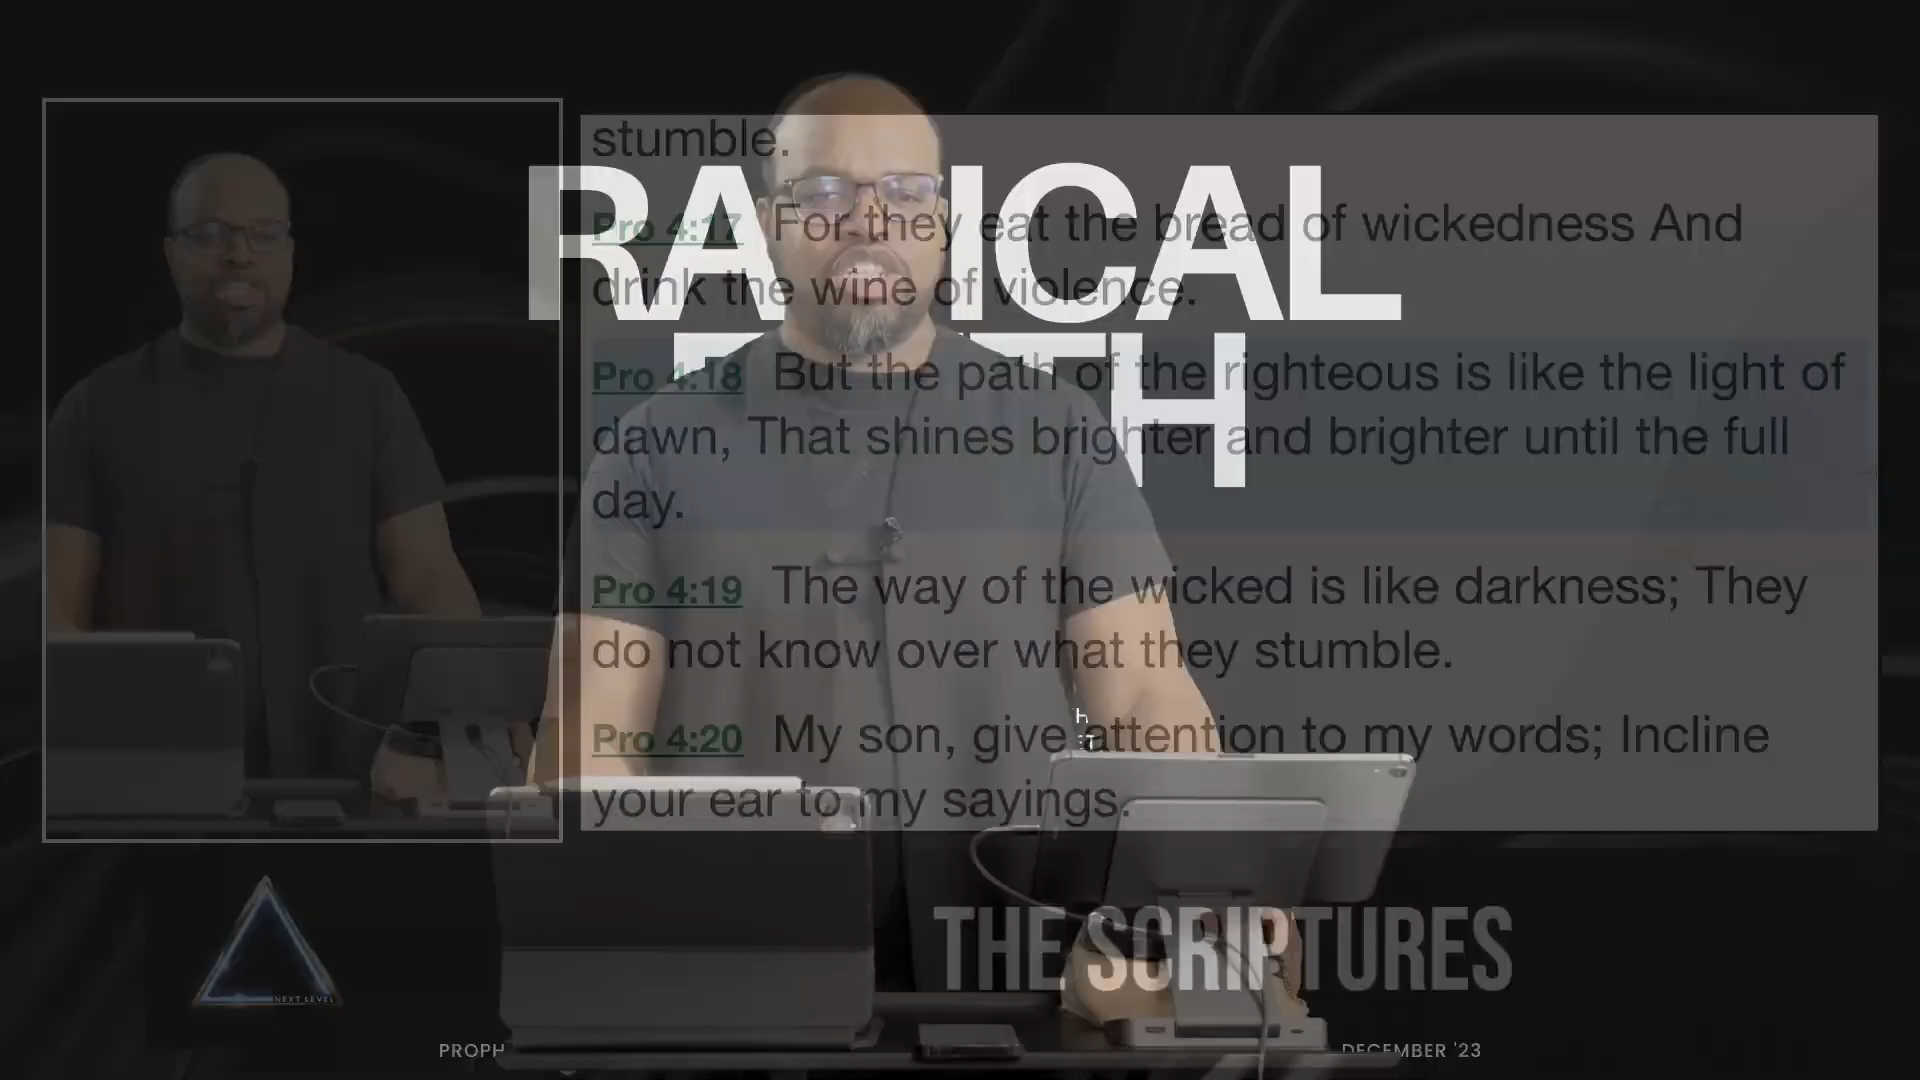 stumble.
RA ICAL
Pro 4:17 For they eat the bread of wickedness And
drink the wine of violence.
TH
Pro 4:18 But the path of the righteous is like the light of
dawn, That shines brighter and brighter until the full
day.
Pro 4:19 The way of the wicked is like darkness; They
do not know over what they stumble.
Pro 4:20 My son, give attention to my words; Incline
your ear to my sayings.
THE SCRIPTURES
NEXT LEVEL
PROPH
DECEMBER '23